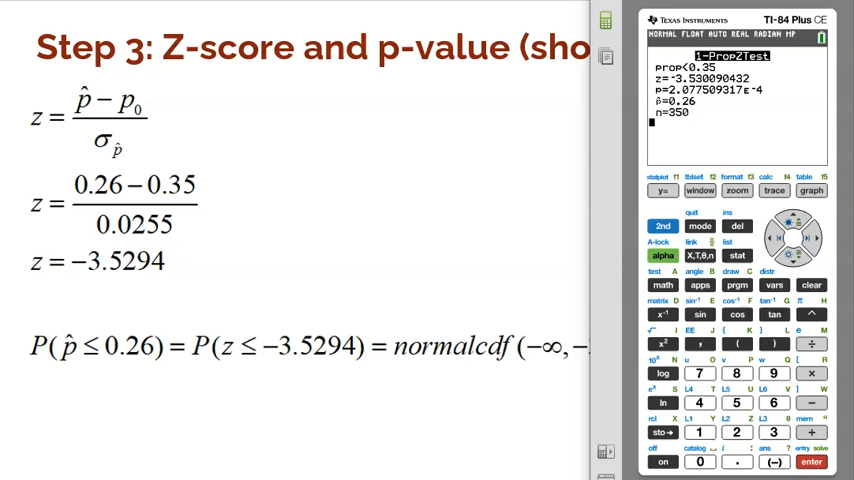 Step 3: Z-score and p-value (sho
z = p̂ − p0 / σp̂
z = 0.26 − 0.35 / 0.0255
z = −3.5294
P(p̂ ≤ 0.26) = P(z ≤ −3.5294) = normalcdf (−∞, −
TEXAS INSTRUMENTS TI-84 Plus CE
NORMAL FLOAT AUTO REAL RADIAN MP
1-PropZTest
prop<0.35
z=-3.530090432
p=2.077509317E-4
p̂=0.26
n=350
statplot f1 tblset f2 format f3 calc f4 table f5
y= window zoom trace graph
quit ins
2nd mode del
A-lock link list
alpha X,T,θ,n stat
test A angle B draw C distr
math apps prgm vars clear
matrix D sin-1 E cos-1 F tan-1 G π H
x-1 sin cos tan ^
√ I EE J { K } L e M
x2 , ( ) ÷
10x N u O v P w Q [ R
log 7 8 9 ×
ex S L4 T L5 U L6 V ] W
ln 4 5 6 −
rcl X L1 Y L2 Z L3 θ mem "
sto→ 1 2 3 +
off catalog ⎵ i : ans ? entry solve
on 0 . (−) enter